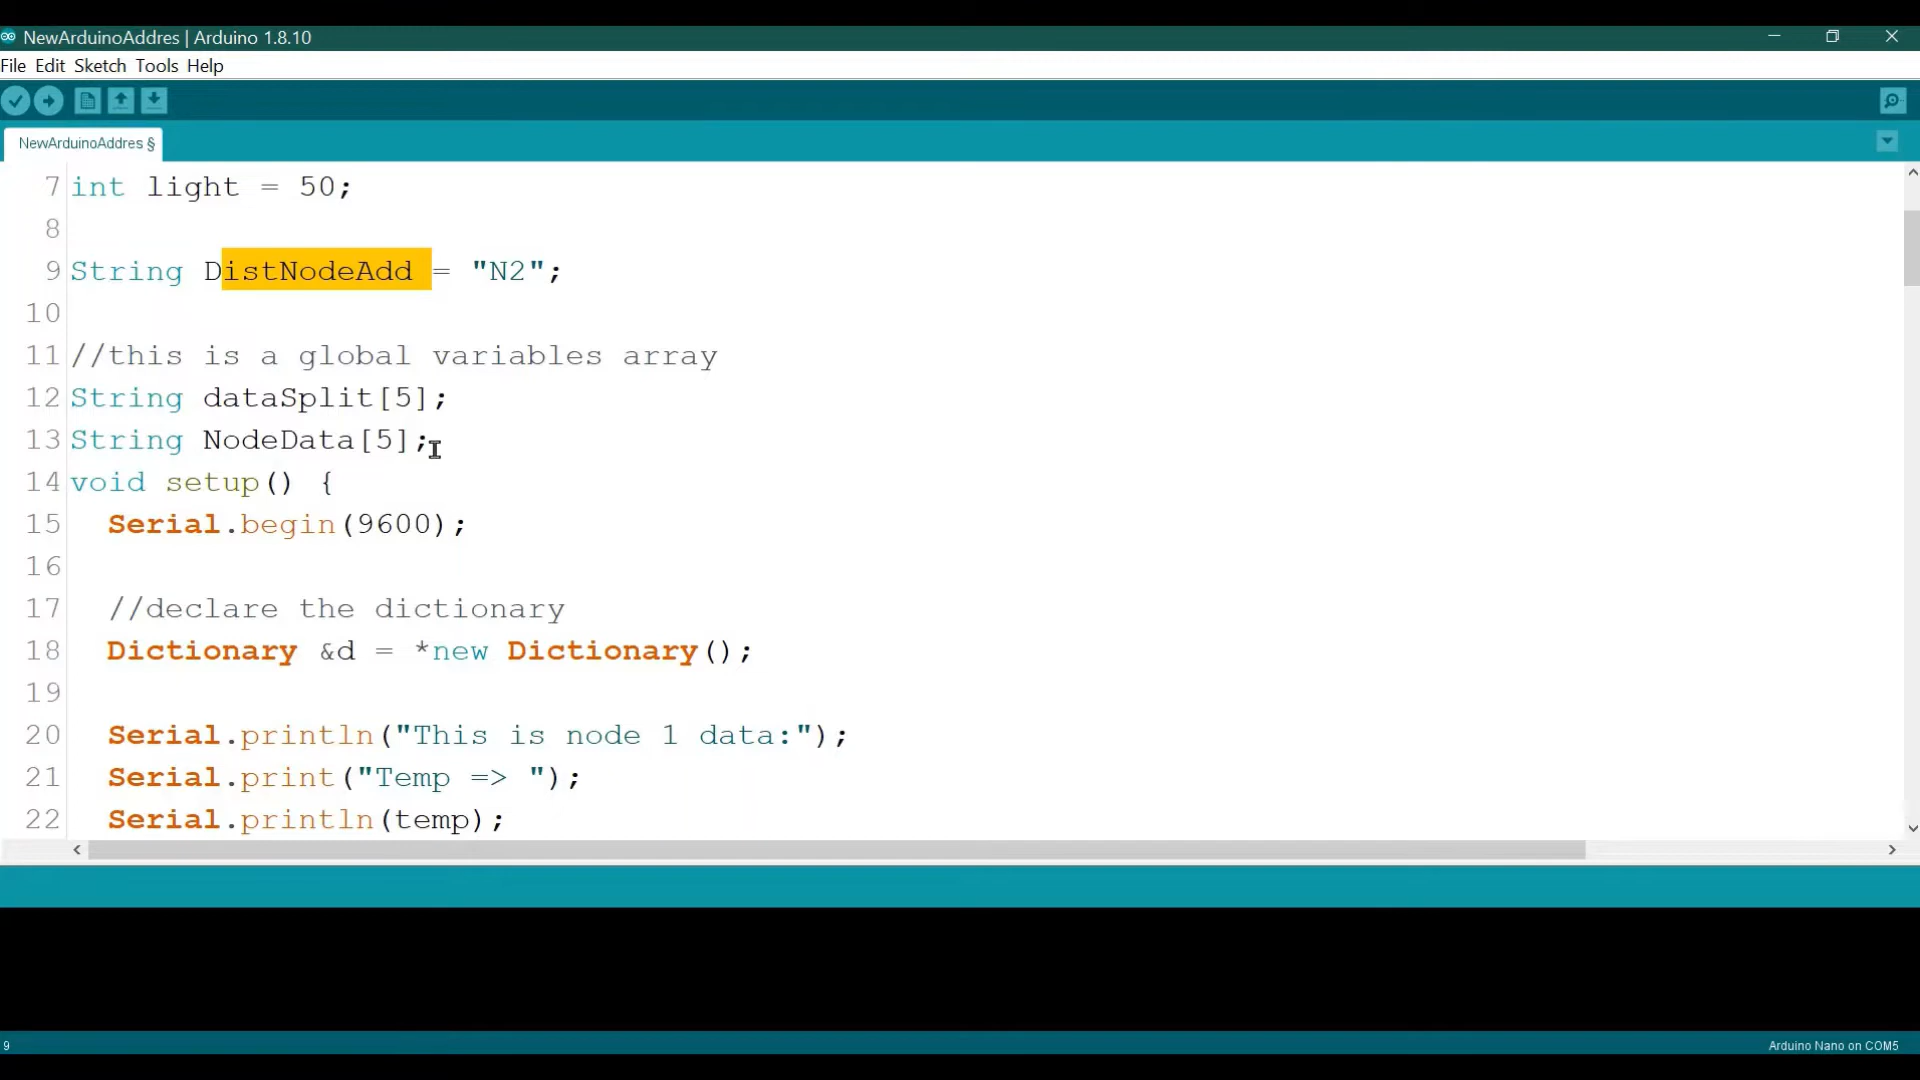 NewArduinoAddres | Arduino 1.8.10
File Edit Sketch Tools Help
NewArduinoAddres §
7 int light = 50;
8
9 String DistNodeAdd = "N2";
10
11 //this is a global variables array
12 String dataSplit[5];
13 String NodeData[5];
14 void setup() {
15 Serial.begin(9600);
16
17 //declare the dictionary
18 Dictionary &d = *new Dictionary();
19
20 Serial.println("This is node 1 data:");
21 Serial.print("Temp => ");
22 Serial.println(temp);
9 Arduino Nano on COM5